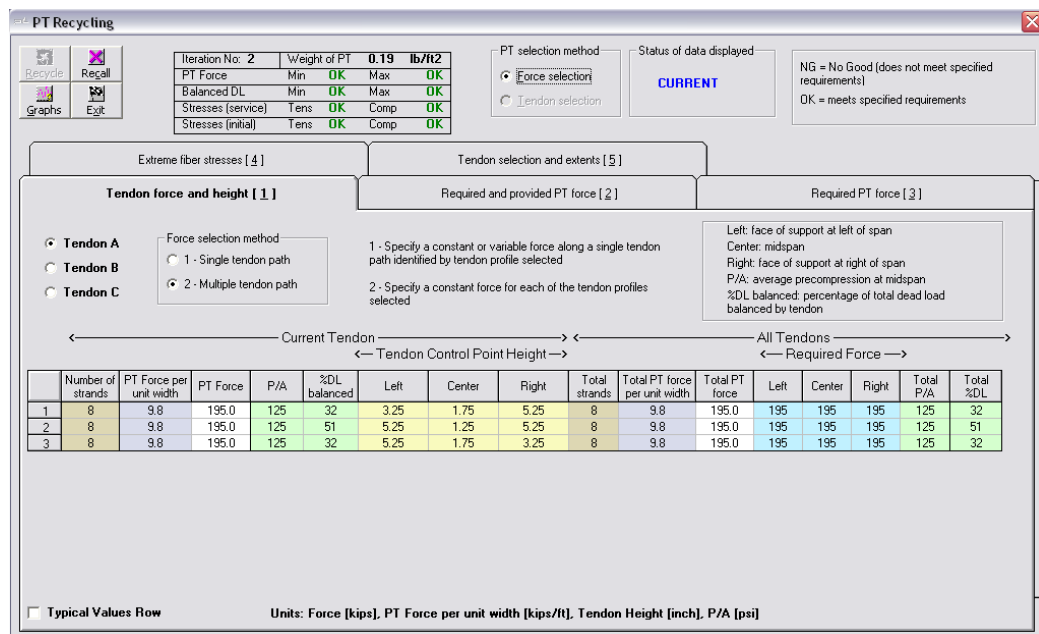 PT Recycling
Recycle Recall
Graphs Exit
Iteration No: 2 Weight of PT 0.19 lb/ft2
PT Force Min OK Max OK
Balanced DL Min OK Max OK
Stresses (service) Tens OK Comp OK
Stresses (initial) Tens OK Comp OK
PT selection method
Force selection
Tendon selection
Status of data displayed
CURRENT
NG = No Good (does not meet specified
requirements)
OK = meets specified requirements
Extreme fiber stresses [ 4 ] Tendon selection and extents [ 5 ]
Tendon force and height [ 1 ] Required and provided PT force [ 2 ] Required PT force [ 3 ]
Tendon A
Tendon B
Tendon C
Force selection method
1 - Single tendon path
2 - Multiple tendon path
1 - Specify a constant or variable force along a single tendon
path identified by tendon profile selected
2 - Specify a constant force for each of the tendon profiles
selected
Left: face of support at left of span
Center: midspan
Right: face of support at right of span
P/A: average precompression at midspan
%DL balanced: percentage of total dead load
balanced by tendon
Current Tendon All Tendons
Tendon Control Point Height Required Force
Number of strands PT Force per unit width PT Force P/A %DL balanced Left Center Right Total strands Total PT force per unit width Total PT force Left Center Right Total P/A Total %DL
1 8 9.8 195.0 125 32 3.25 1.75 5.25 8 9.8 195.0 195 195 195 125 32
2 8 9.8 195.0 125 51 5.25 1.25 5.25 8 9.8 195.0 195 195 195 125 51
3 8 9.8 195.0 125 32 5.25 1.75 3.25 8 9.8 195.0 195 195 195 125 32
Typical Values Row Units: Force [kips], PT Force per unit width [kips/ft], Tendon Height [inch], P/A [psi]